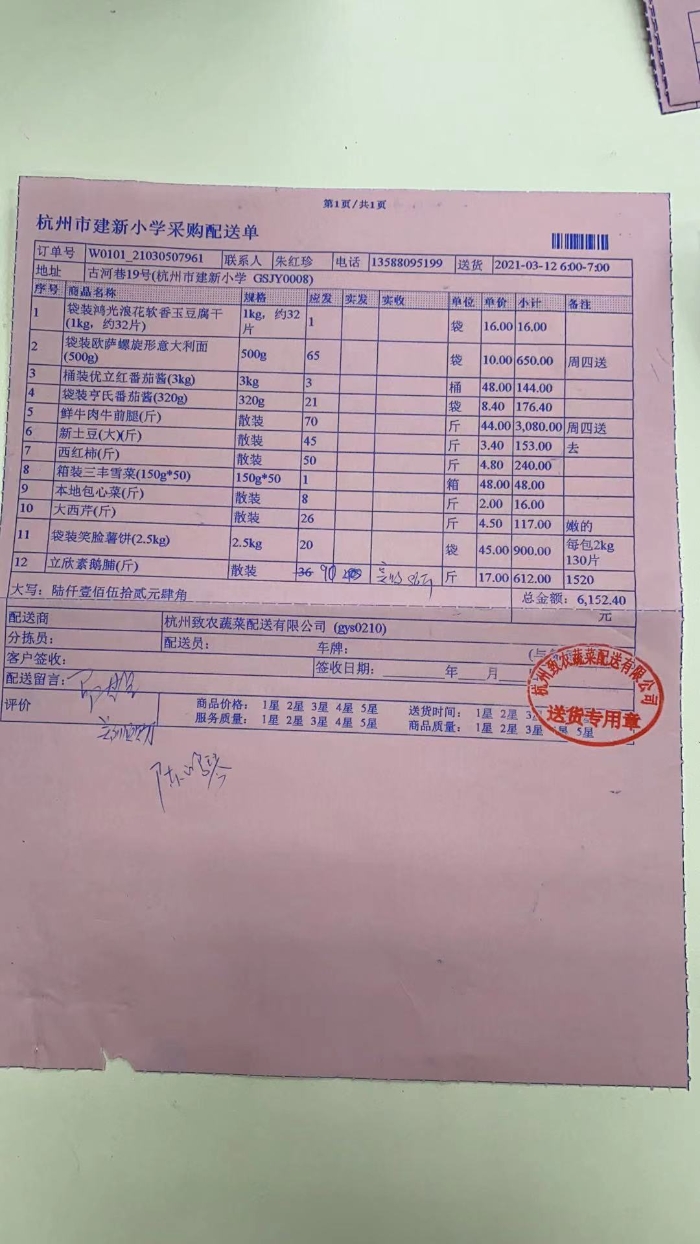 第1页/共1页
杭州市建新小学采购配送单
订单号 W0101_21030507961 联系人 朱红珍 电话 13588095199 送货 2021-03-12 6:00-7:00
地址 古河巷19号(杭州市建新小学 GSJY0008)
序号 商品名称 规格 应发 实发 实收 单位 单价 小计 备注
1 袋装鸿光浪花软香玉豆腐干(1kg，约32片) 1kg，约32片 1 袋 16.00 16.00
2 袋装欧萨螺旋形意大利面(500g) 500g 65 袋 10.00 650.00 周四送
3 桶装优立红番茄酱(3kg) 3kg 3 桶 48.00 144.00
4 袋装亨氏番茄酱(320g) 320g 21 袋 8.40 176.40
5 鲜牛肉牛前腿(斤) 散装 70 斤 44.00 3,080.00 周四送
6 新土豆(大)(斤) 散装 45 斤 3.40 153.00 去
7 西红柿(斤) 散装 50 斤 4.80 240.00
8 箱装三丰雪菜(150g*50) 150g*50 1 箱 48.00 48.00
9 本地包心菜(斤) 散装 8 斤 2.00 16.00
10 大西芹(斤) 散装 26 斤 4.50 117.00 嫩的
11 袋装笑脸薯饼(2.5kg) 2.5kg 20 袋 45.00 900.00 每包2kg 130片
12 立欣素鹅脯(斤) 散装 36 90 斤 17.00 612.00 1520
大写：陆仟壹佰伍拾贰元肆角 总金额：6,152.40元
配送商 杭州致农蔬菜配送有限公司 (gys0210)
分拣员： 配送员： 车牌：
客户签收： 签收日期： 年 月
配送留言：
评价 商品价格： 1星 2星 3星 4星 5星 送货时间： 1星 2星
服务质量： 1星 2星 3星 4星 5星 商品质量： 1星 2星 3星 5星
杭州致农蔬菜配送有限公司
送货专用章